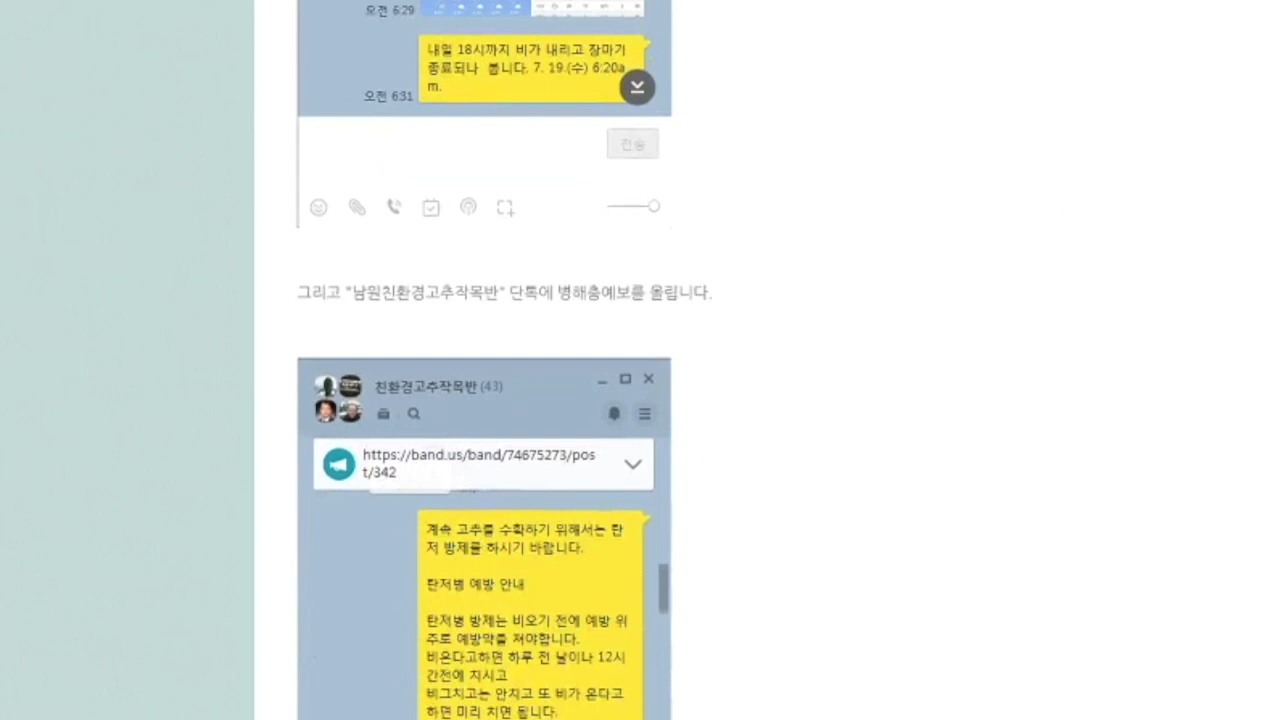 오전 6:29
내일 18시까지 비가 내리고 장마가
종료되나 봅니다. 7. 19.(수) 6:20a
m.
오전 6:31
전송
그리고 "남원친환경고추작목반" 단톡에 병해충예보를 올립니다.
친환경고추작목반 (43)
https://band.us/band/74675273/pos
t/342
계속 고추를 수확하기 위해서는 탄
저 방제를 하시기 바랍니다.
탄저병 예방 안내
탄저병 방제는 비오기 전에 예방 위
주로 예방약을 쳐야합니다.
비온다고하면 하루 전 날이나 12시
간전에 치시고
비그치고는 안치고 또 비가 온다고
하면 미리 치면 됩니다.